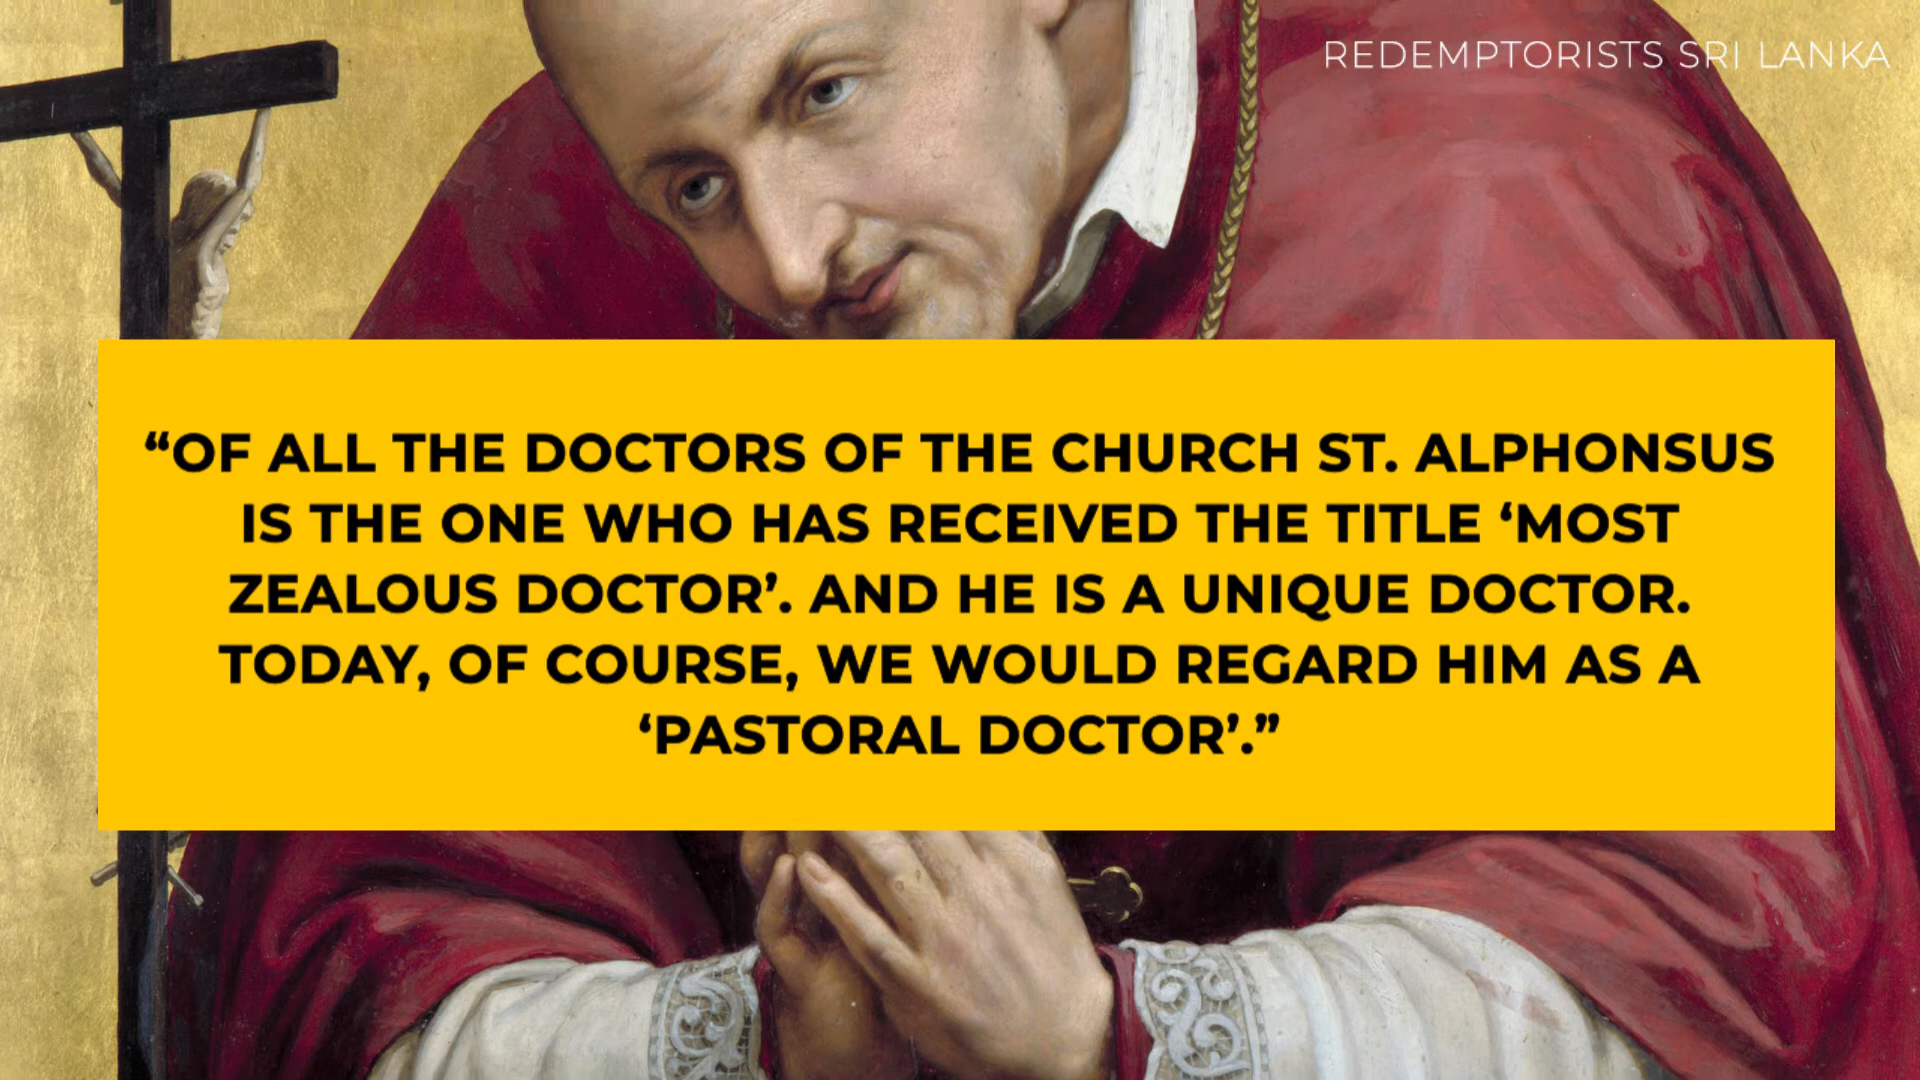 REDEMPTORISTS SRI LANKA
“OF ALL THE DOCTORS OF THE CHURCH ST. ALPHONSUS
IS THE ONE WHO HAS RECEIVED THE TITLE ‘MOST
ZEALOUS DOCTOR’. AND HE IS A UNIQUE DOCTOR.
TODAY, OF COURSE, WE WOULD REGARD HIM AS A
‘PASTORAL DOCTOR’.”